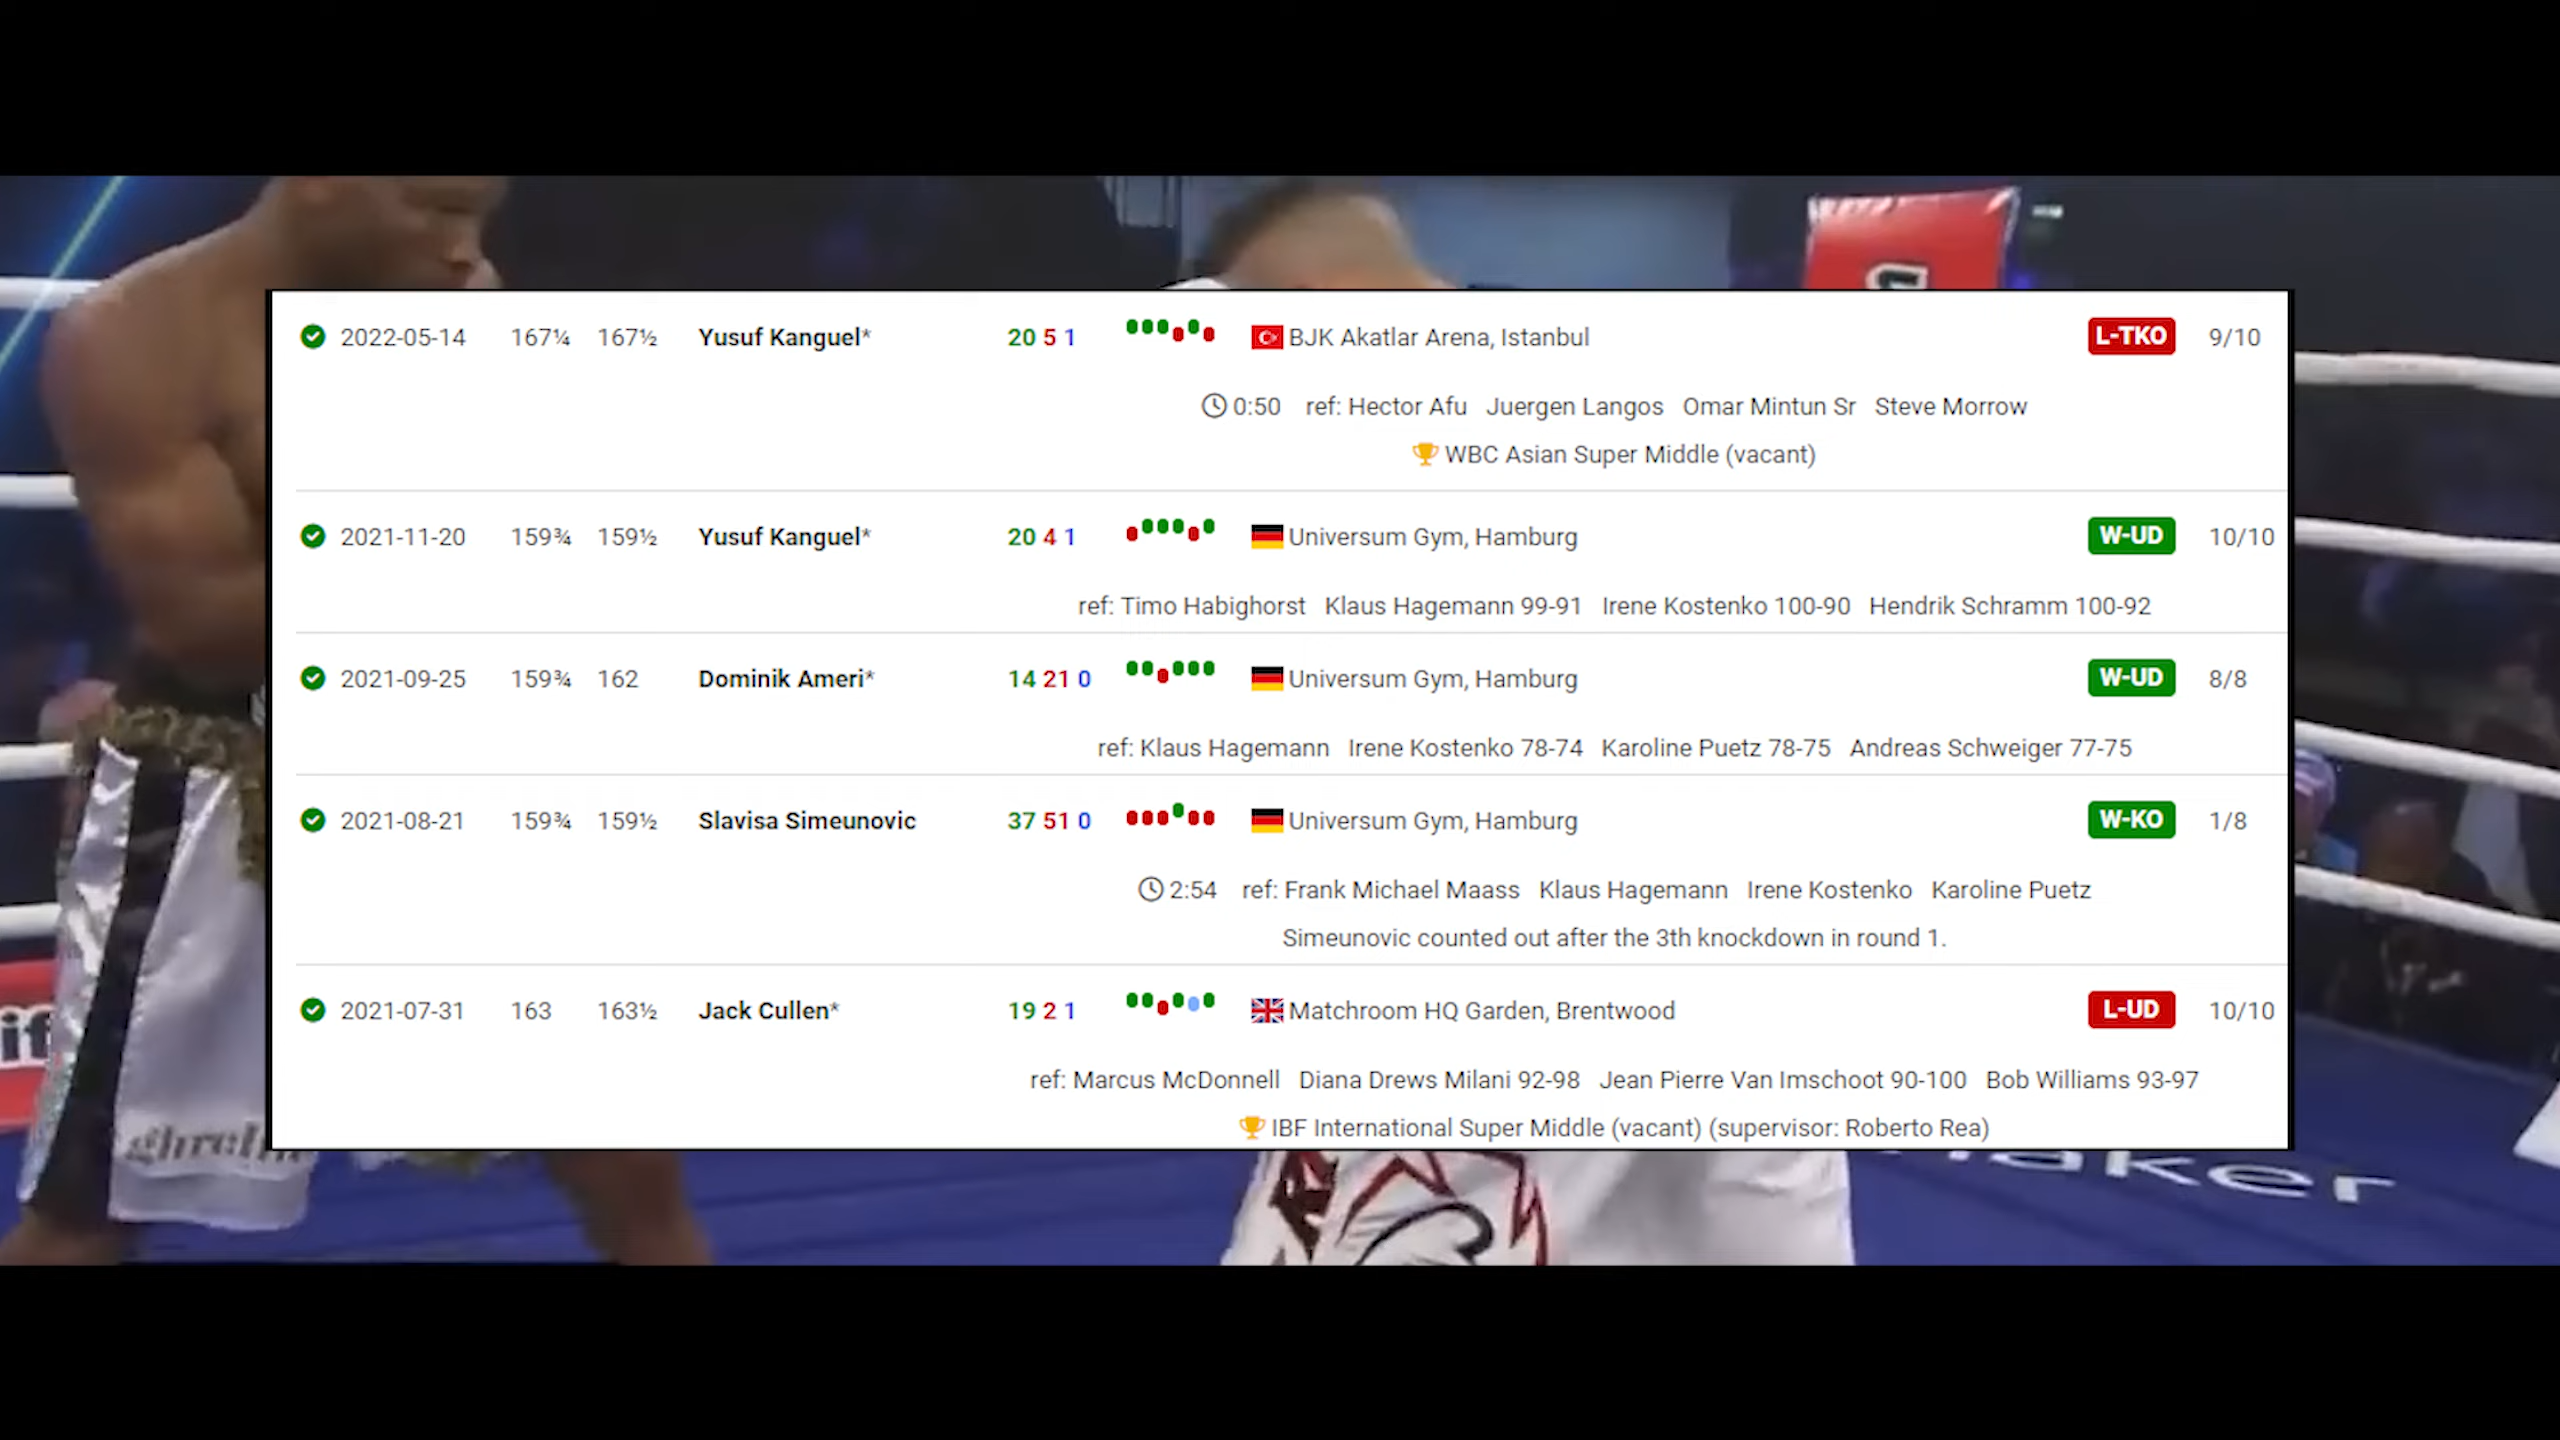 2022-05-14 167¼ 167½ Yusuf Kanguel* 20 5 1 BJK Akatlar Arena, Istanbul L-TKO 9/10
0:50 ref: Hector Afu Juergen Langos Omar Mintun Sr Steve Morrow
WBC Asian Super Middle (vacant)
2021-11-20 159¾ 159½ Yusuf Kanguel* 20 4 1 Universum Gym, Hamburg W-UD 10/10
ref: Timo Habighorst Klaus Hagemann 99-91 Irene Kostenko 100-90 Hendrik Schramm 100-92
2021-09-25 159¾ 162 Dominik Ameri* 14 21 0 Universum Gym, Hamburg W-UD 8/8
ref: Klaus Hagemann Irene Kostenko 78-74 Karoline Puetz 78-75 Andreas Schweiger 77-75
2021-08-21 159¾ 159½ Slavisa Simeunovic 37 51 0 Universum Gym, Hamburg W-KO 1/8
2:54 ref: Frank Michael Maass Klaus Hagemann Irene Kostenko Karoline Puetz
Simeunovic counted out after the 3th knockdown in round 1.
2021-07-31 163 163½ Jack Cullen* 19 2 1 Matchroom HQ Garden, Brentwood L-UD 10/10
ref: Marcus McDonnell Diana Drews Milani 92-98 Jean Pierre Van Imschoot 90-100 Bob Williams 93-97
IBF International Super Middle (vacant) (supervisor: Roberto Rea)